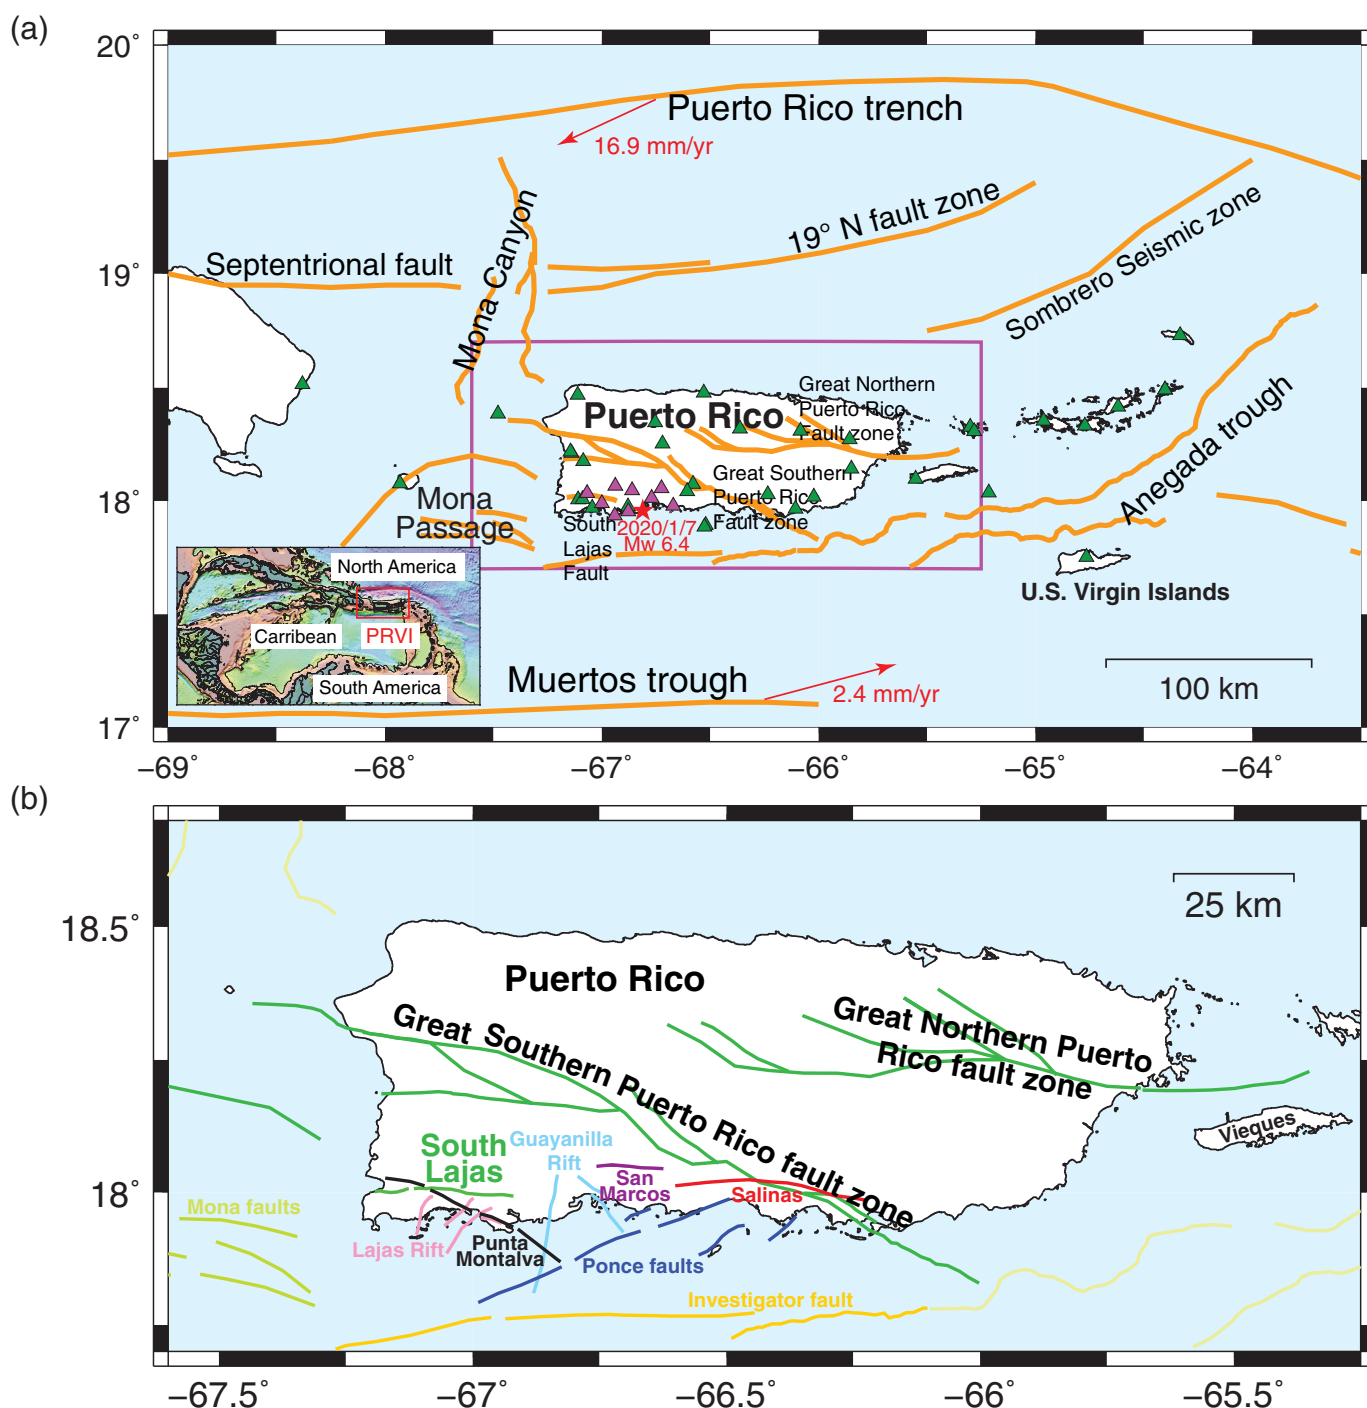 (a)
20°
Puerto Rico trench
16.9 mm/yr
Mona Canyon
19° N fault zone
Septentrional fault
19°
Sombrero Seismic zone
Great Northern
Puerto Rico
Fault zone
Puerto Rico
Anegada trough
Great Southern
Puerto Rico
Fault zone
18°
Mona
Passage
South
Lajas
Fault
2020/1/7
Mw 6.4
U.S. Virgin Islands
North America
Carribean
PRVI
South America
Muertos trough
2.4 mm/yr
100 km
17°
−69° −68° −67° −66° −65° −64°
(b)
25 km
18.5°
Puerto Rico
Great Northern Puerto
Rico fault zone
Great Southern Puerto Rico fault zone
Vieques
South
Lajas
Guayanilla
Rift
San
Marcos
Salinas
18°
Mona faults
Lajas Rift
Punta
Montalva
Ponce faults
Investigator fault
−67.5° −67° −66.5° −66° −65.5°